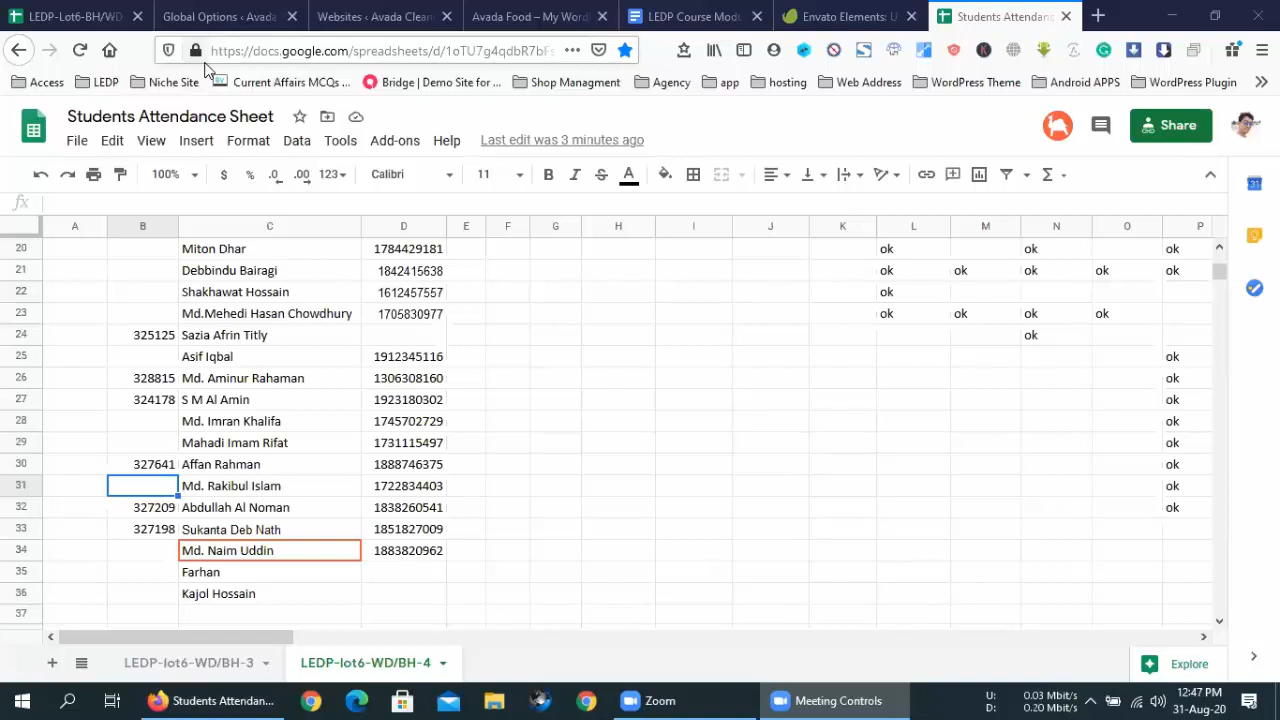 LEDP-Lot6-BH/WD
Global Options ‹ Avada
Websites ‹ Avada Clean
Avada Food – My Wor
LEDP Course Modu
Envato Elements: U
Students Attendance
https://docs.google.com/spreadsheets/d/1oTU7g4qdbR7bF
Access
LEDP
Niche Site
Current Affairs MCQs ...
Bridge | Demo Site for ...
Shop Managment
Agency
app
hosting
Web Address
WordPress Theme
Android APPS
WordPress Plugin
Students Attendance Sheet
Share
File Edit View Insert Format Data Tools Add-ons Help Last edit was 3 minutes ago
100% $ % .0 .00 123 Calibri 11 B I S A
fx
A B C D E F G H I J K L M N O P
20 Miton Dhar 1784429181 ok ok ok
21 Debbindu Bairagi 1842415638 ok ok ok ok ok
22 Shakhawat Hossain 1612457557 ok
23 Md.Mehedi Hasan Chowdhury 1705830977 ok ok ok ok
24 325125 Sazia Afrin Titly ok
25 Asif Iqbal 1912345116 ok
26 328815 Md. Aminur Rahaman 1306308160 ok
27 324178 S M Al Amin 1923180302 ok
28 Md. Imran Khalifa 1745702729 ok
29 Mahadi Imam Rifat 1731115497 ok
30 327641 Affan Rahman 1888746375 ok
31 Md. Rakibul Islam 1722834403 ok
32 327209 Abdullah Al Noman 1838260541 ok
33 327198 Sukanta Deb Nath 1851827009
34 Md. Naim Uddin 1883820962
35 Farhan
36 Kajol Hossain
37
LEDP-lot6-WD/BH-3
LEDP-lot6-WD/BH-4
Explore
Students Attendan...
Zoom
Meeting Controls
U: 0.03 Mbit/s
D: 0.20 Mbit/s
12:47 PM
31-Aug-20